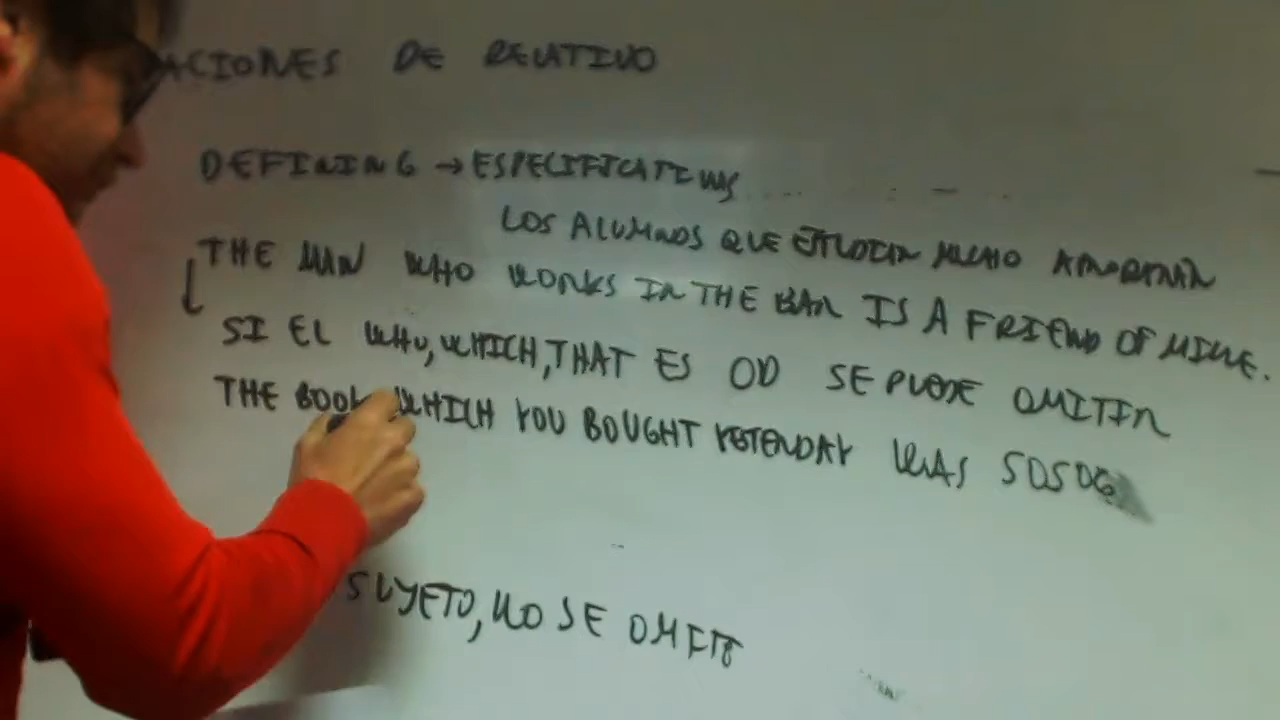 ACIONES DE RELATIVO
DEFINING → ESPECIFICATIVAS
LOS ALUMNOS QUE ESTUDIAN MUCHO APROBARÁN
THE MAN WHO WORKS IN THE BAR IS A FRIEND OF MINE.
SI EL WHO, WHICH, THAT ES OD SE PUEDE OMITIR
THE BOOK WHICH YOU BOUGHT YESTERDAY WAS
SUJETO, NO SE OMITE